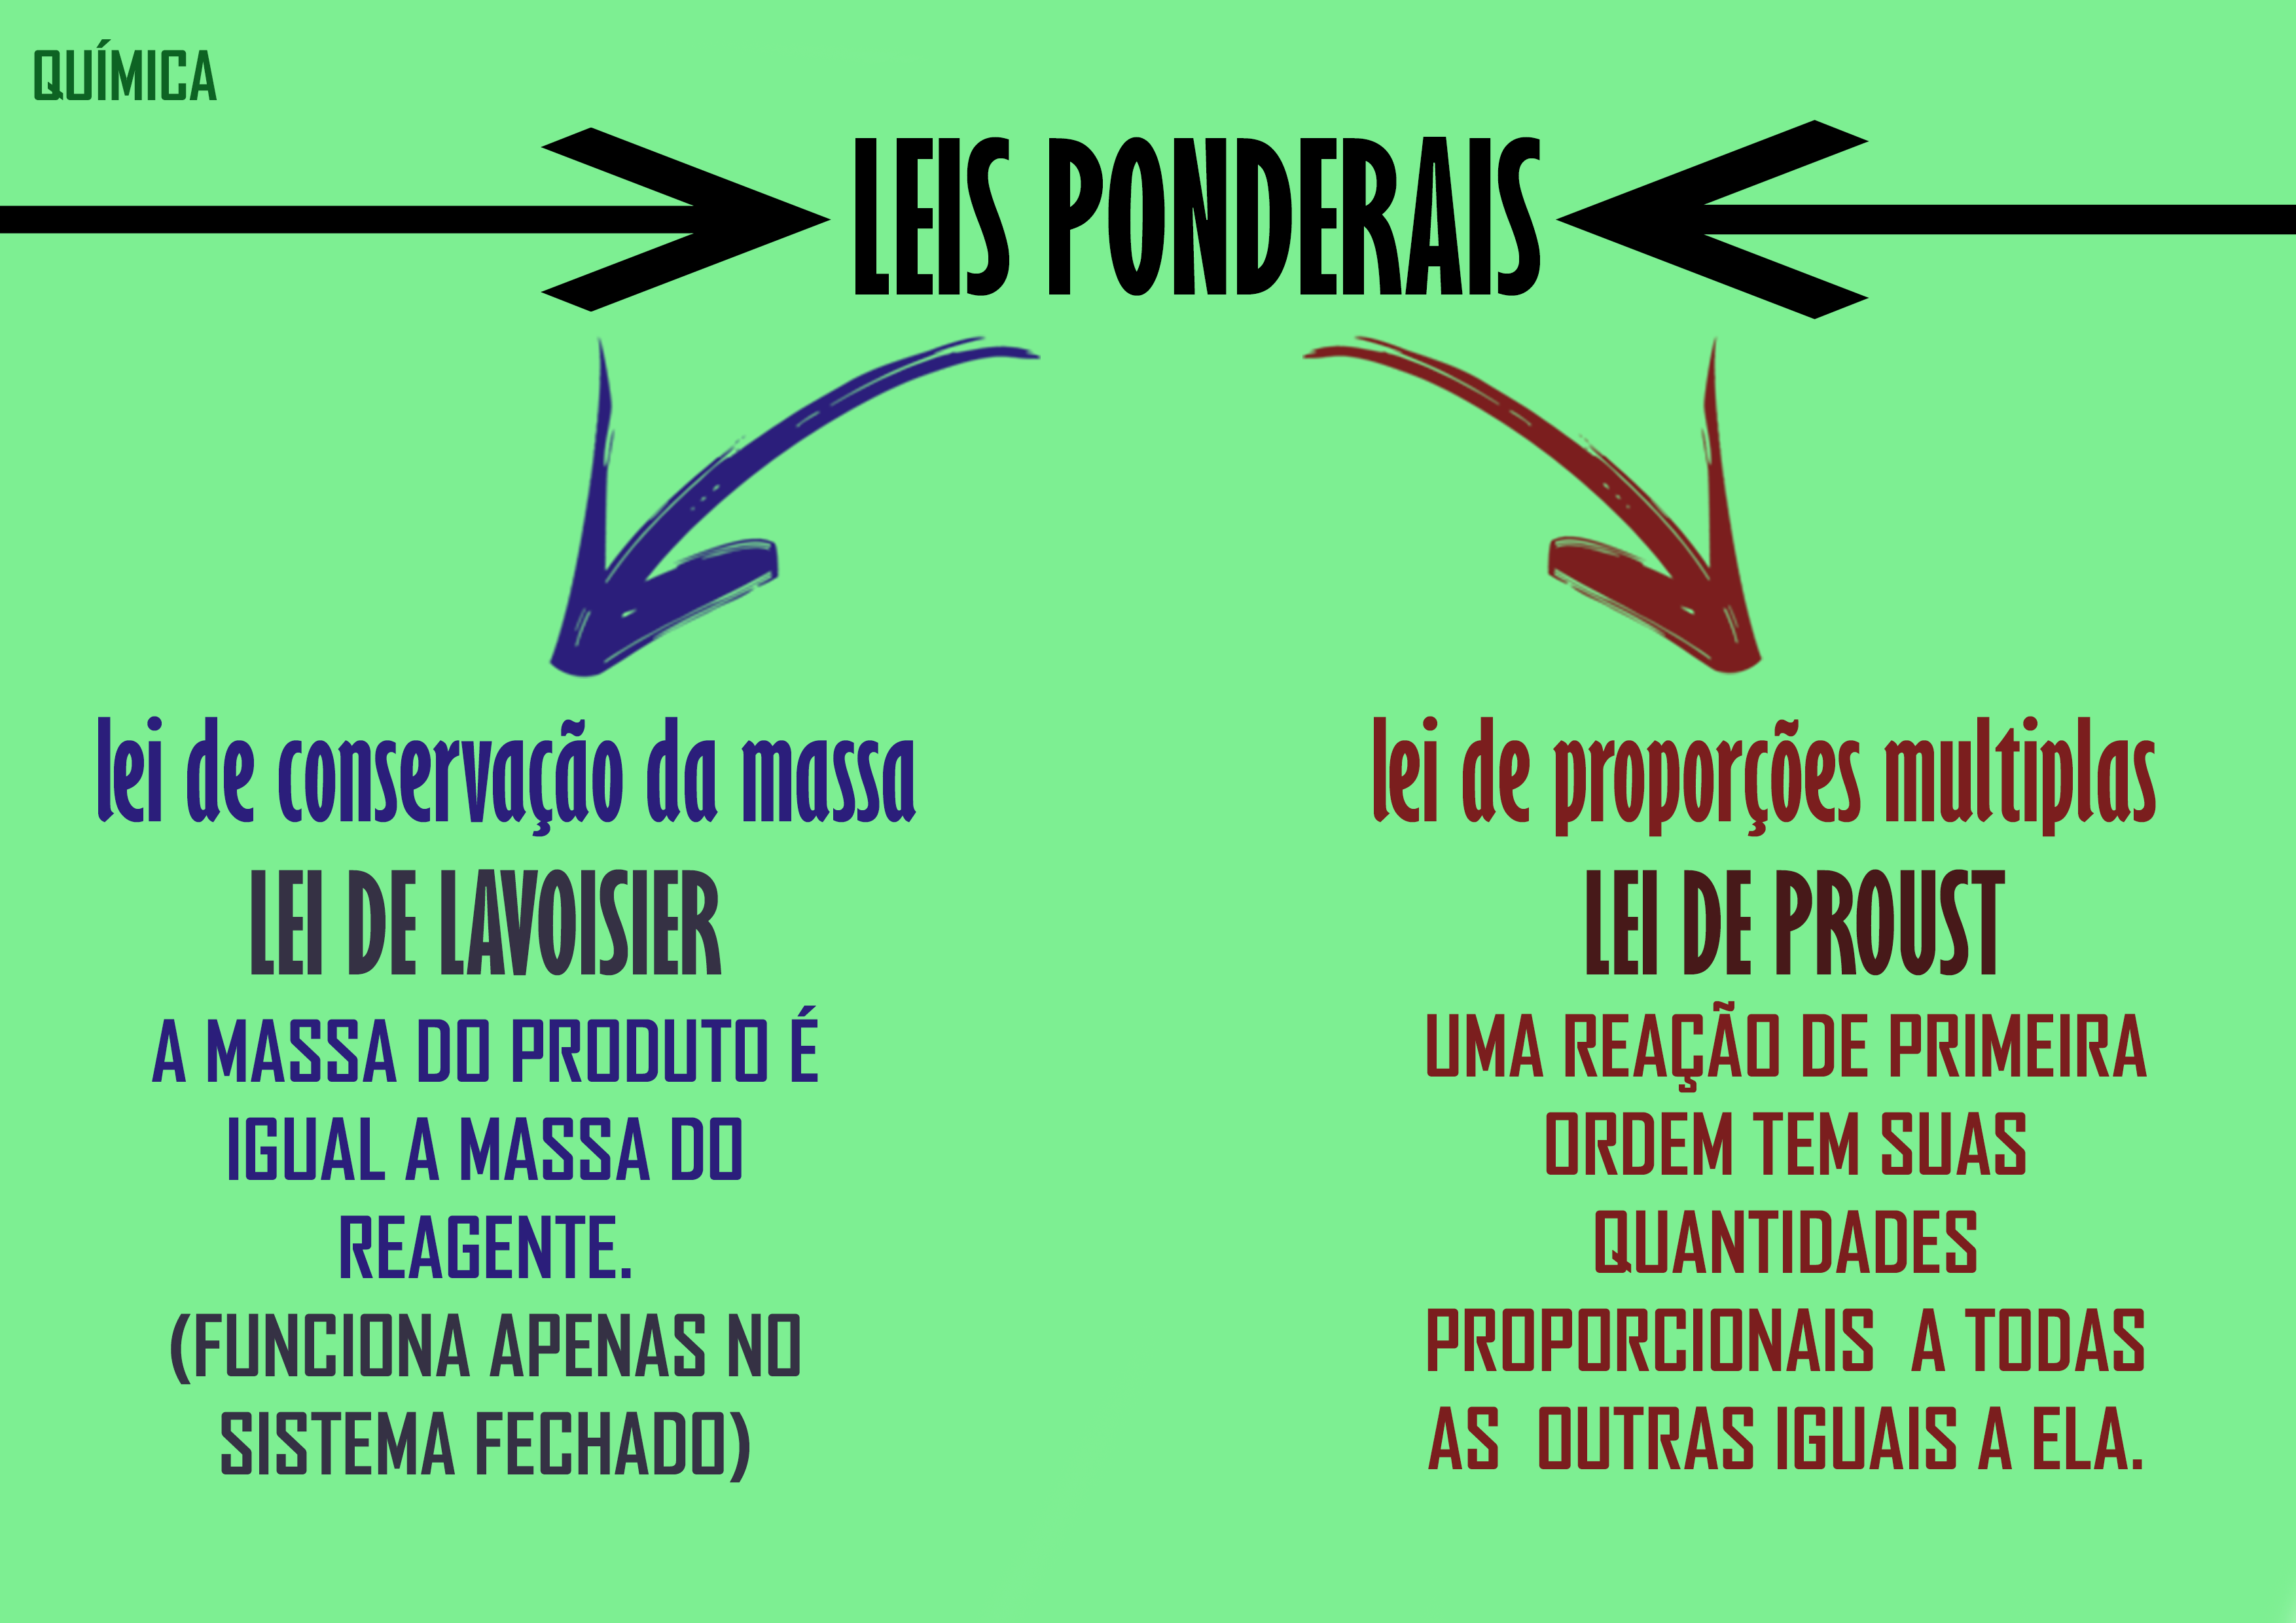 QUÍMICA
LEIS PONDERAIS
lei de conservação da massa
LEI DE LAVOISIER
A MASSA DO PRODUTO É
IGUAL A MASSA DO
REAGENTE.
(FUNCIONA APENAS NO
SISTEMA FECHADO)
lei de proporções multiplas
LEI DE PROUST
UMA REAÇÃO DE PRIMEIRA
ORDEM TEM SUAS
QUANTIDADES
PROPORCIONAIS A TODAS
AS OUTRAS IGUAIS A ELA.